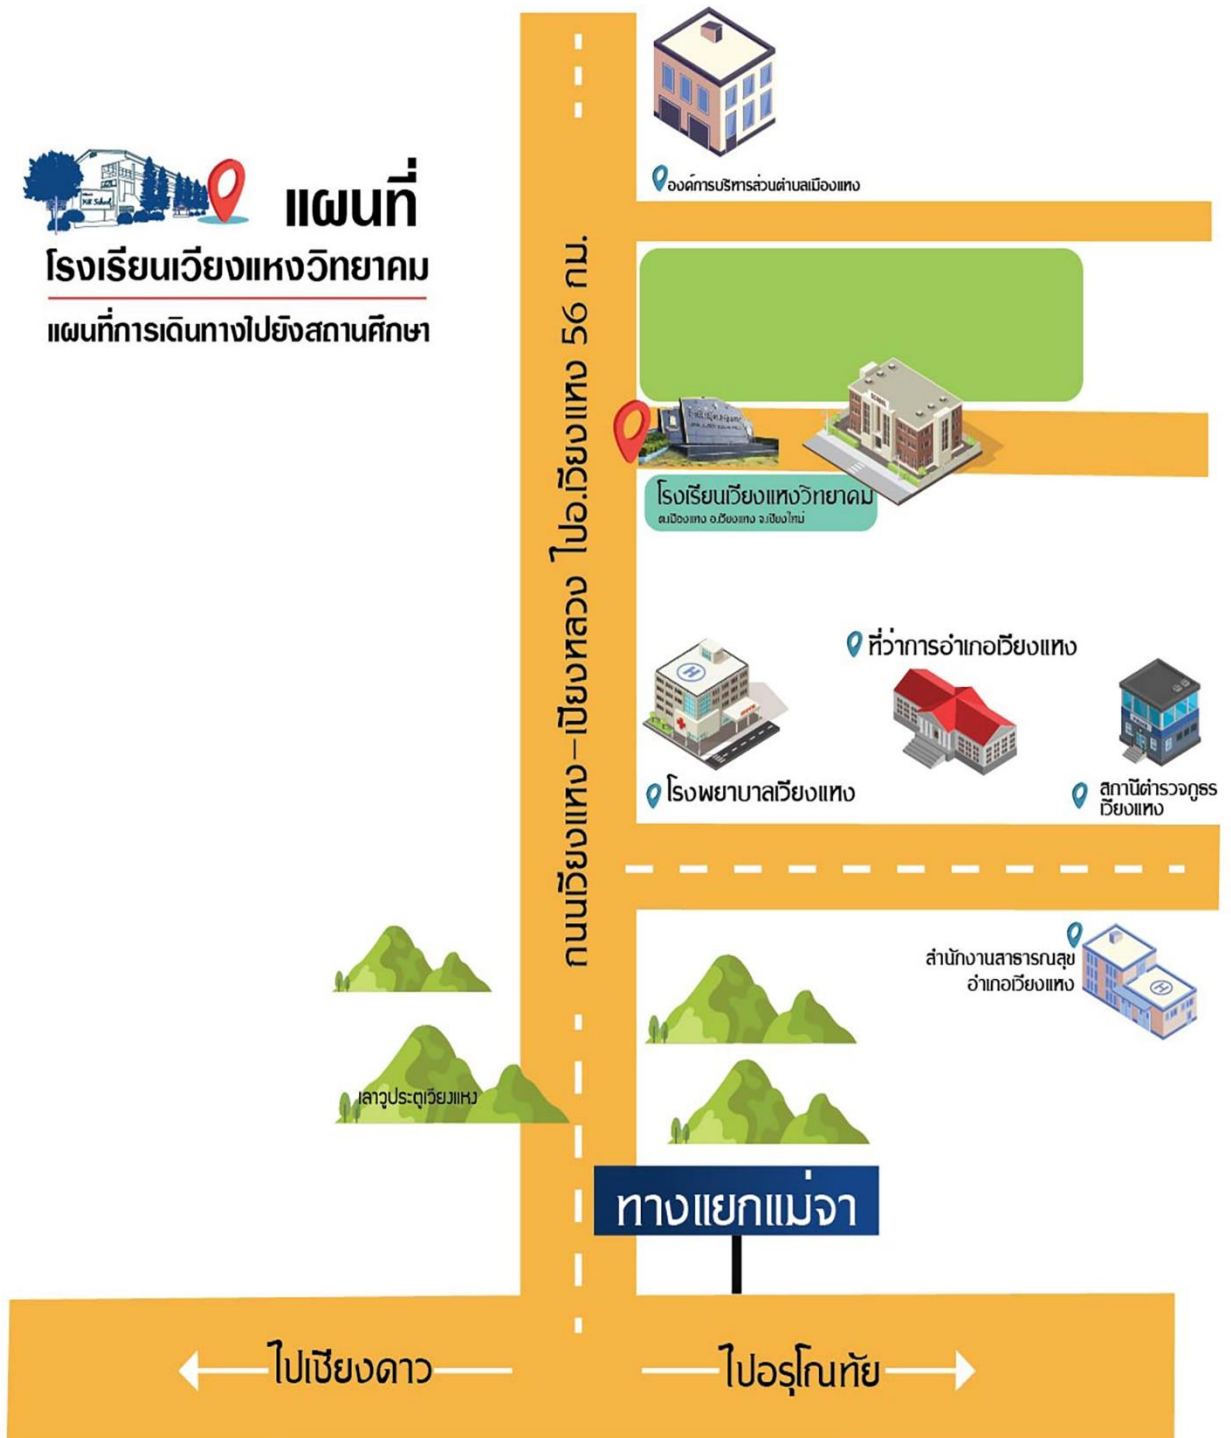 แผนที่
โรงเรียนเวียงแหงวิทยาคม
แผนที่การเดินทางไปยังสถานศึกษา
องค์การบริหารส่วนตำบลเมืองแหง
ถนนเวียงแหง-เปียงหลวง ไปอ.เวียงแหง 56 กม.
โรงเรียนเวียงแหงวิทยาคม
ต.เมืองแหง อ.เวียงแหง จ.เชียงใหม่
ที่ว่าการอำเภอเวียงแหง
โรงพยาบาลเวียงแหง
สถานีตำรวจภูธร
เวียงแหง
สำนักงานสาธารณสุข
อำเภอเวียงแหง
เลาวูประตูเวียงแหง
ทางแยกแม่จา
ไปเชียงดาว
ไปอรุโณทัย